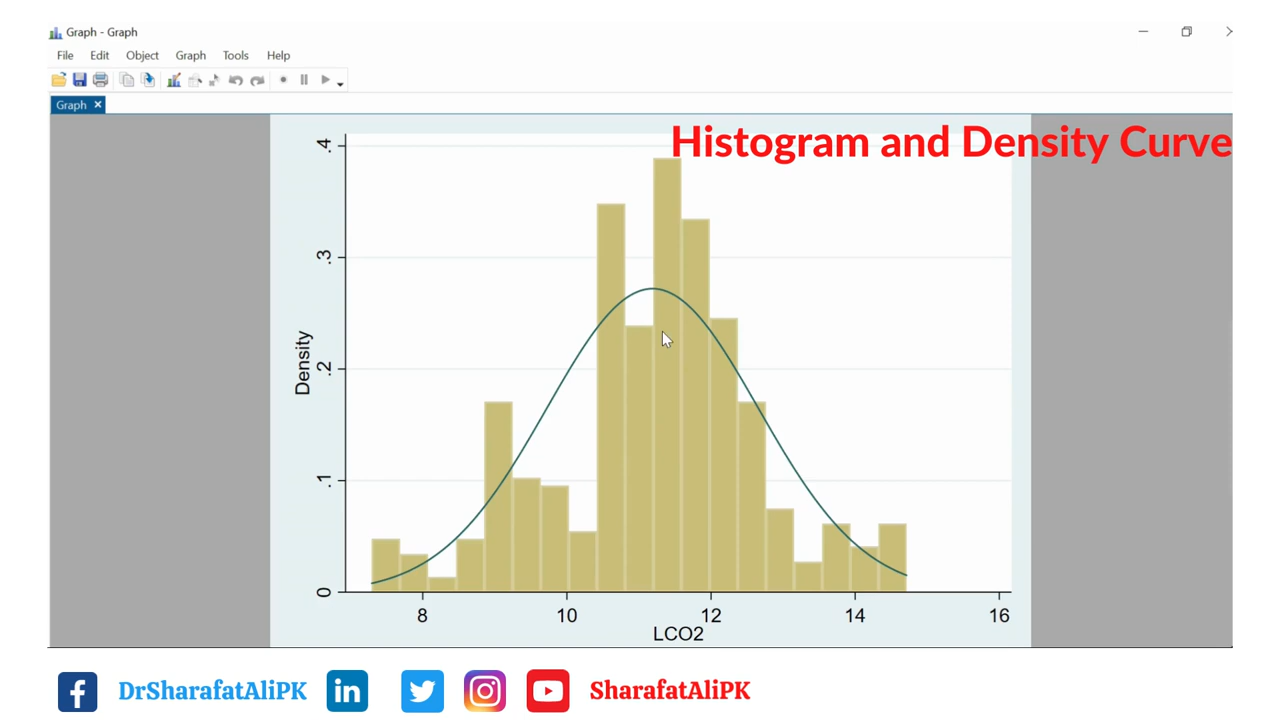 Graph - Graph
File Edit Object Graph Tools Help
Graph
Histogram and Density Curve
.4
.3
.2
.1
0
Density
8 10 12 14 16
LCO2
DrSharafatAliPK
SharafatAliPK